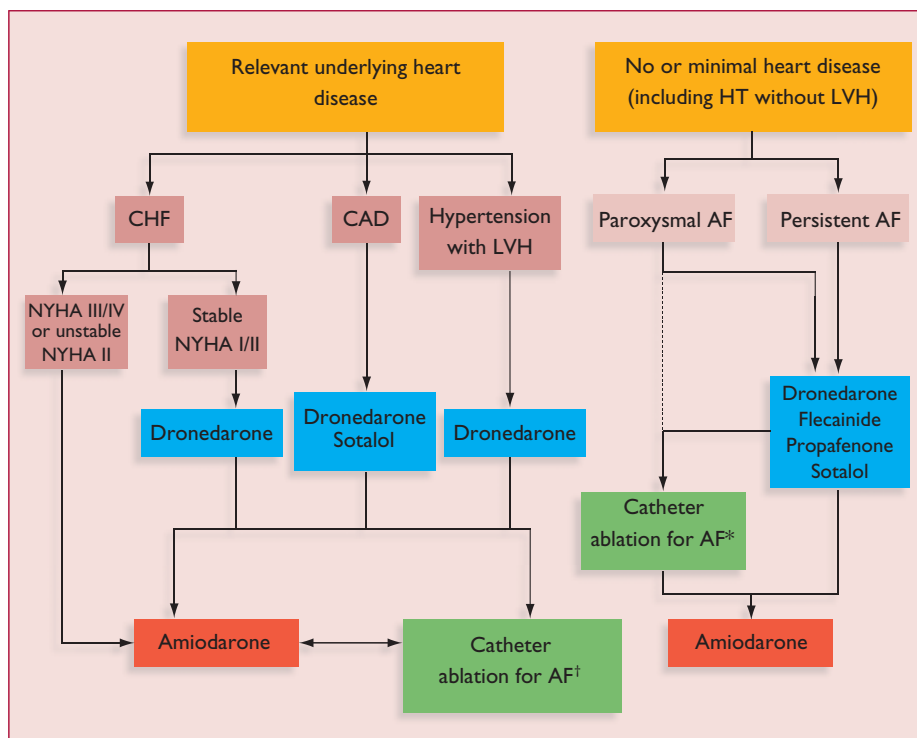 Relevant underlying heart
disease
No or minimal heart disease
(including HT without LVH)
CHF
CAD
Hypertension
with LVH
Paroxysmal AF
Persistent AF
NYHA III/IV
or unstable
NYHA II
Stable
NYHA I/II
Dronedarone
Dronedarone
Sotalol
Dronedarone
Dronedarone
Flecainide
Propafenone
Sotalol
Catheter
ablation for AF*
Amiodarone
Catheter
ablation for AF†
Amiodarone